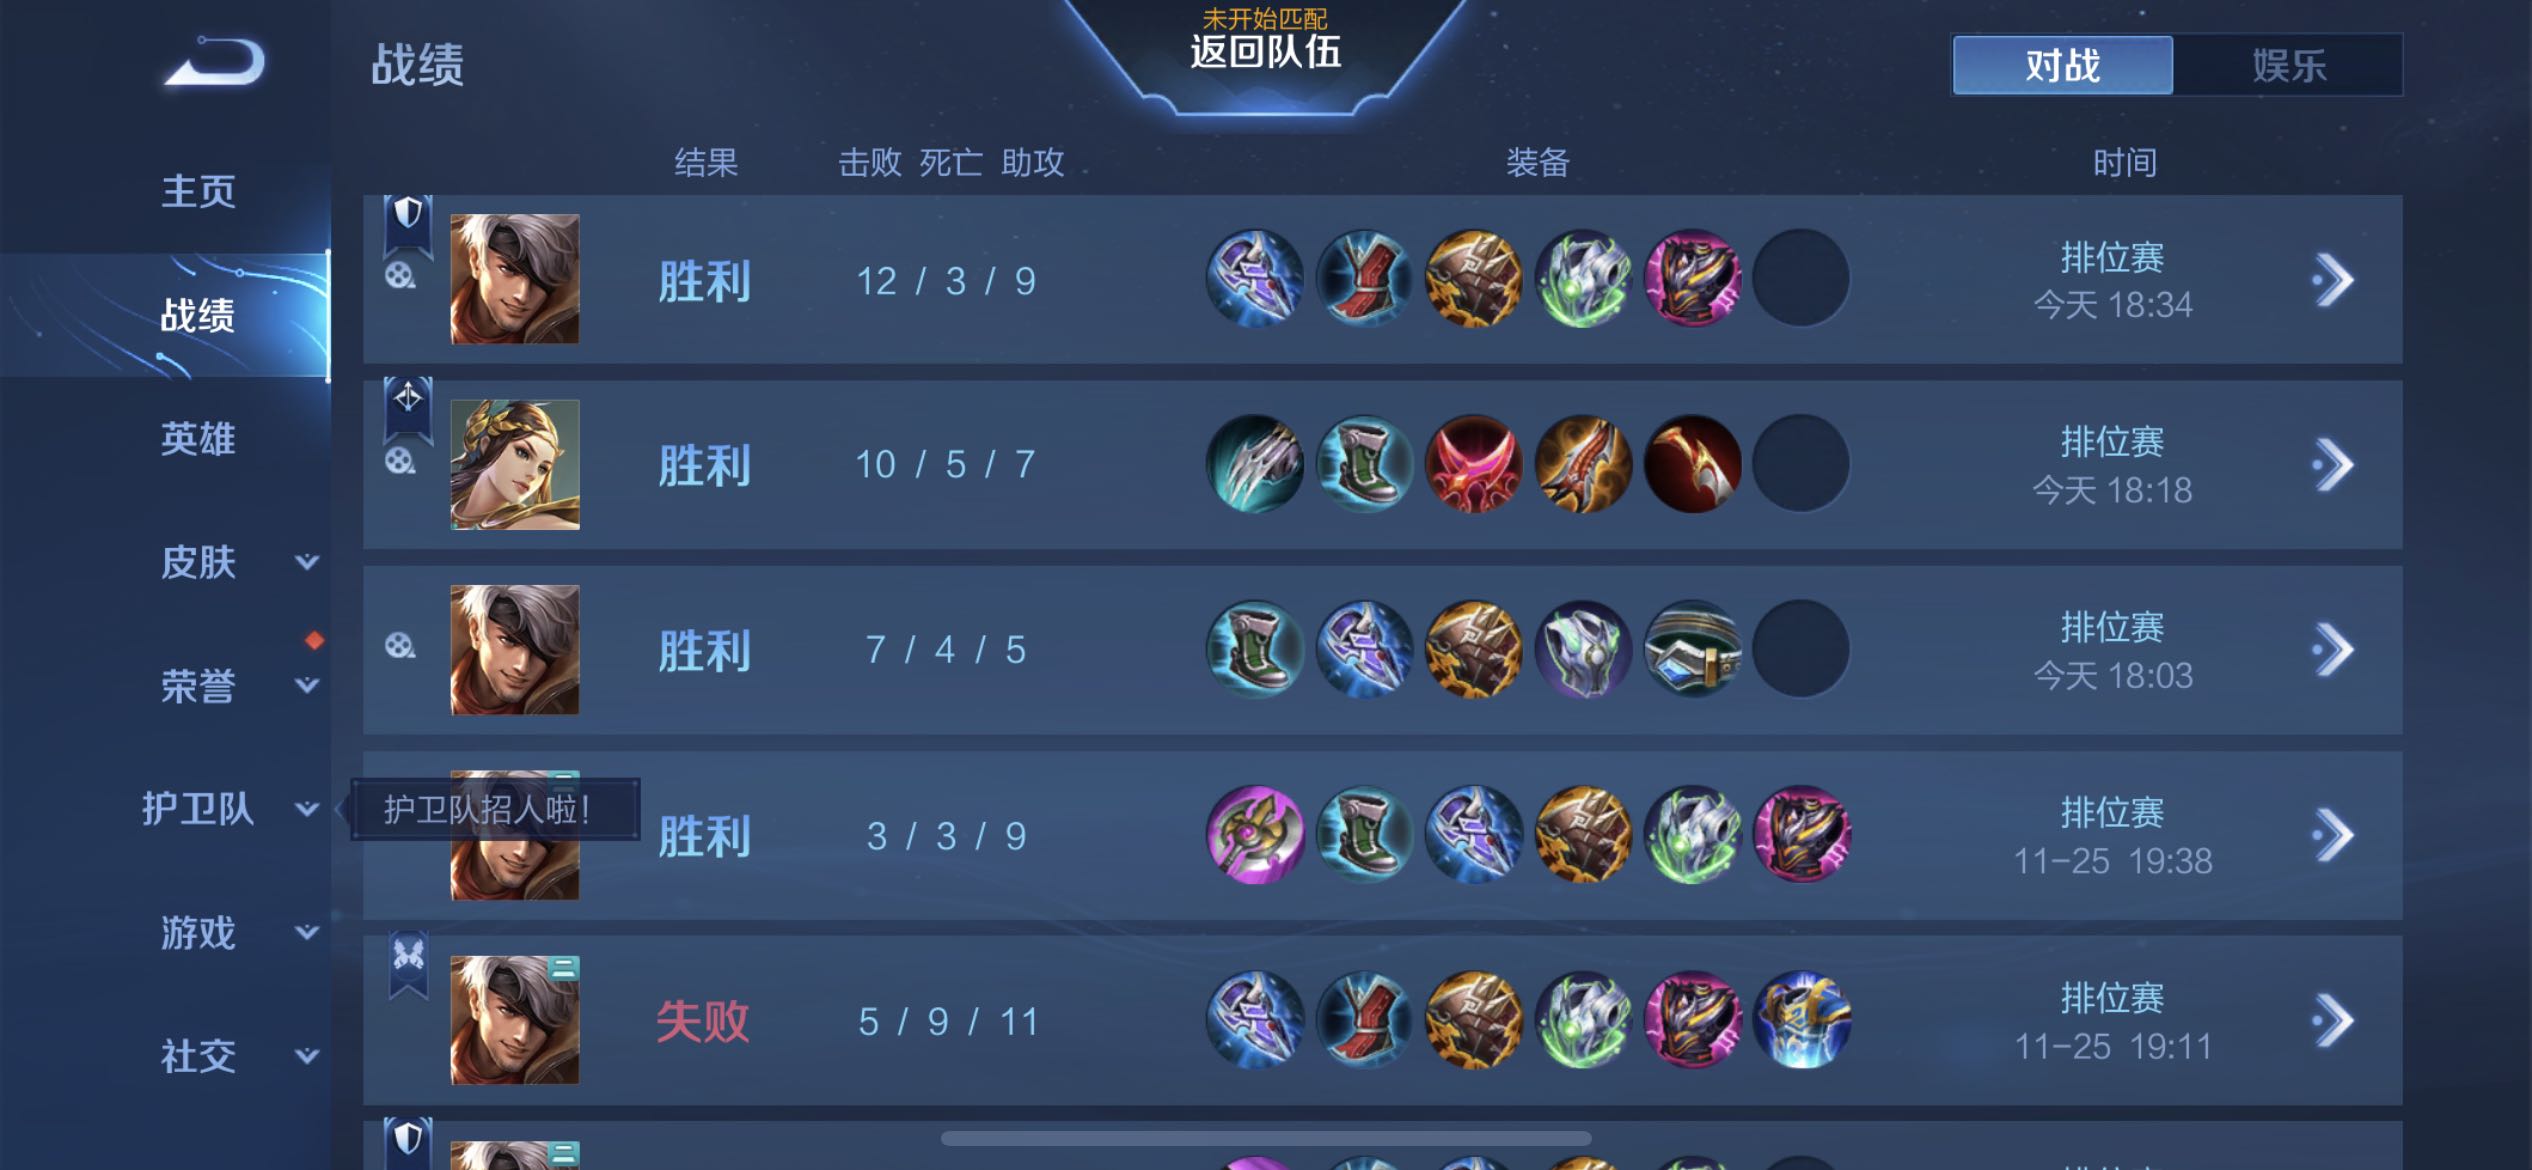 未开始匹配
返回队伍
战绩
对战 娱乐
结果 击败 死亡 助攻 装备 时间
主页
战绩
英雄
皮肤
荣誉
护卫队
游戏
社交
胜利 12 / 3 / 9 排位赛
今天 18:34
胜利 10 / 5 / 7 排位赛
今天 18:18
胜利 7 / 4 / 5 排位赛
今天 18:03
护卫队招人啦!
胜利 3 / 3 / 9 排位赛
11-25 19:38
二
失败 5 / 9 / 11 排位赛
11-25 19:11
二